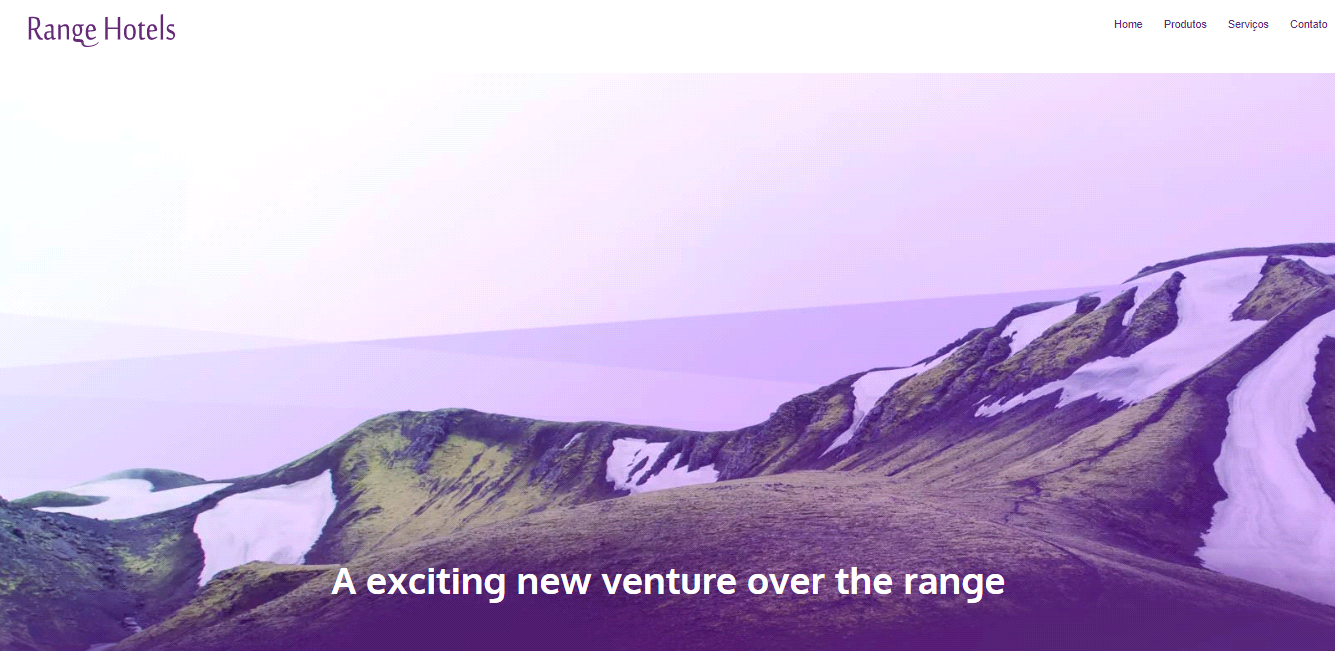 Range Hotels
Home Produtos Serviços Contato
A exciting new venture over the range